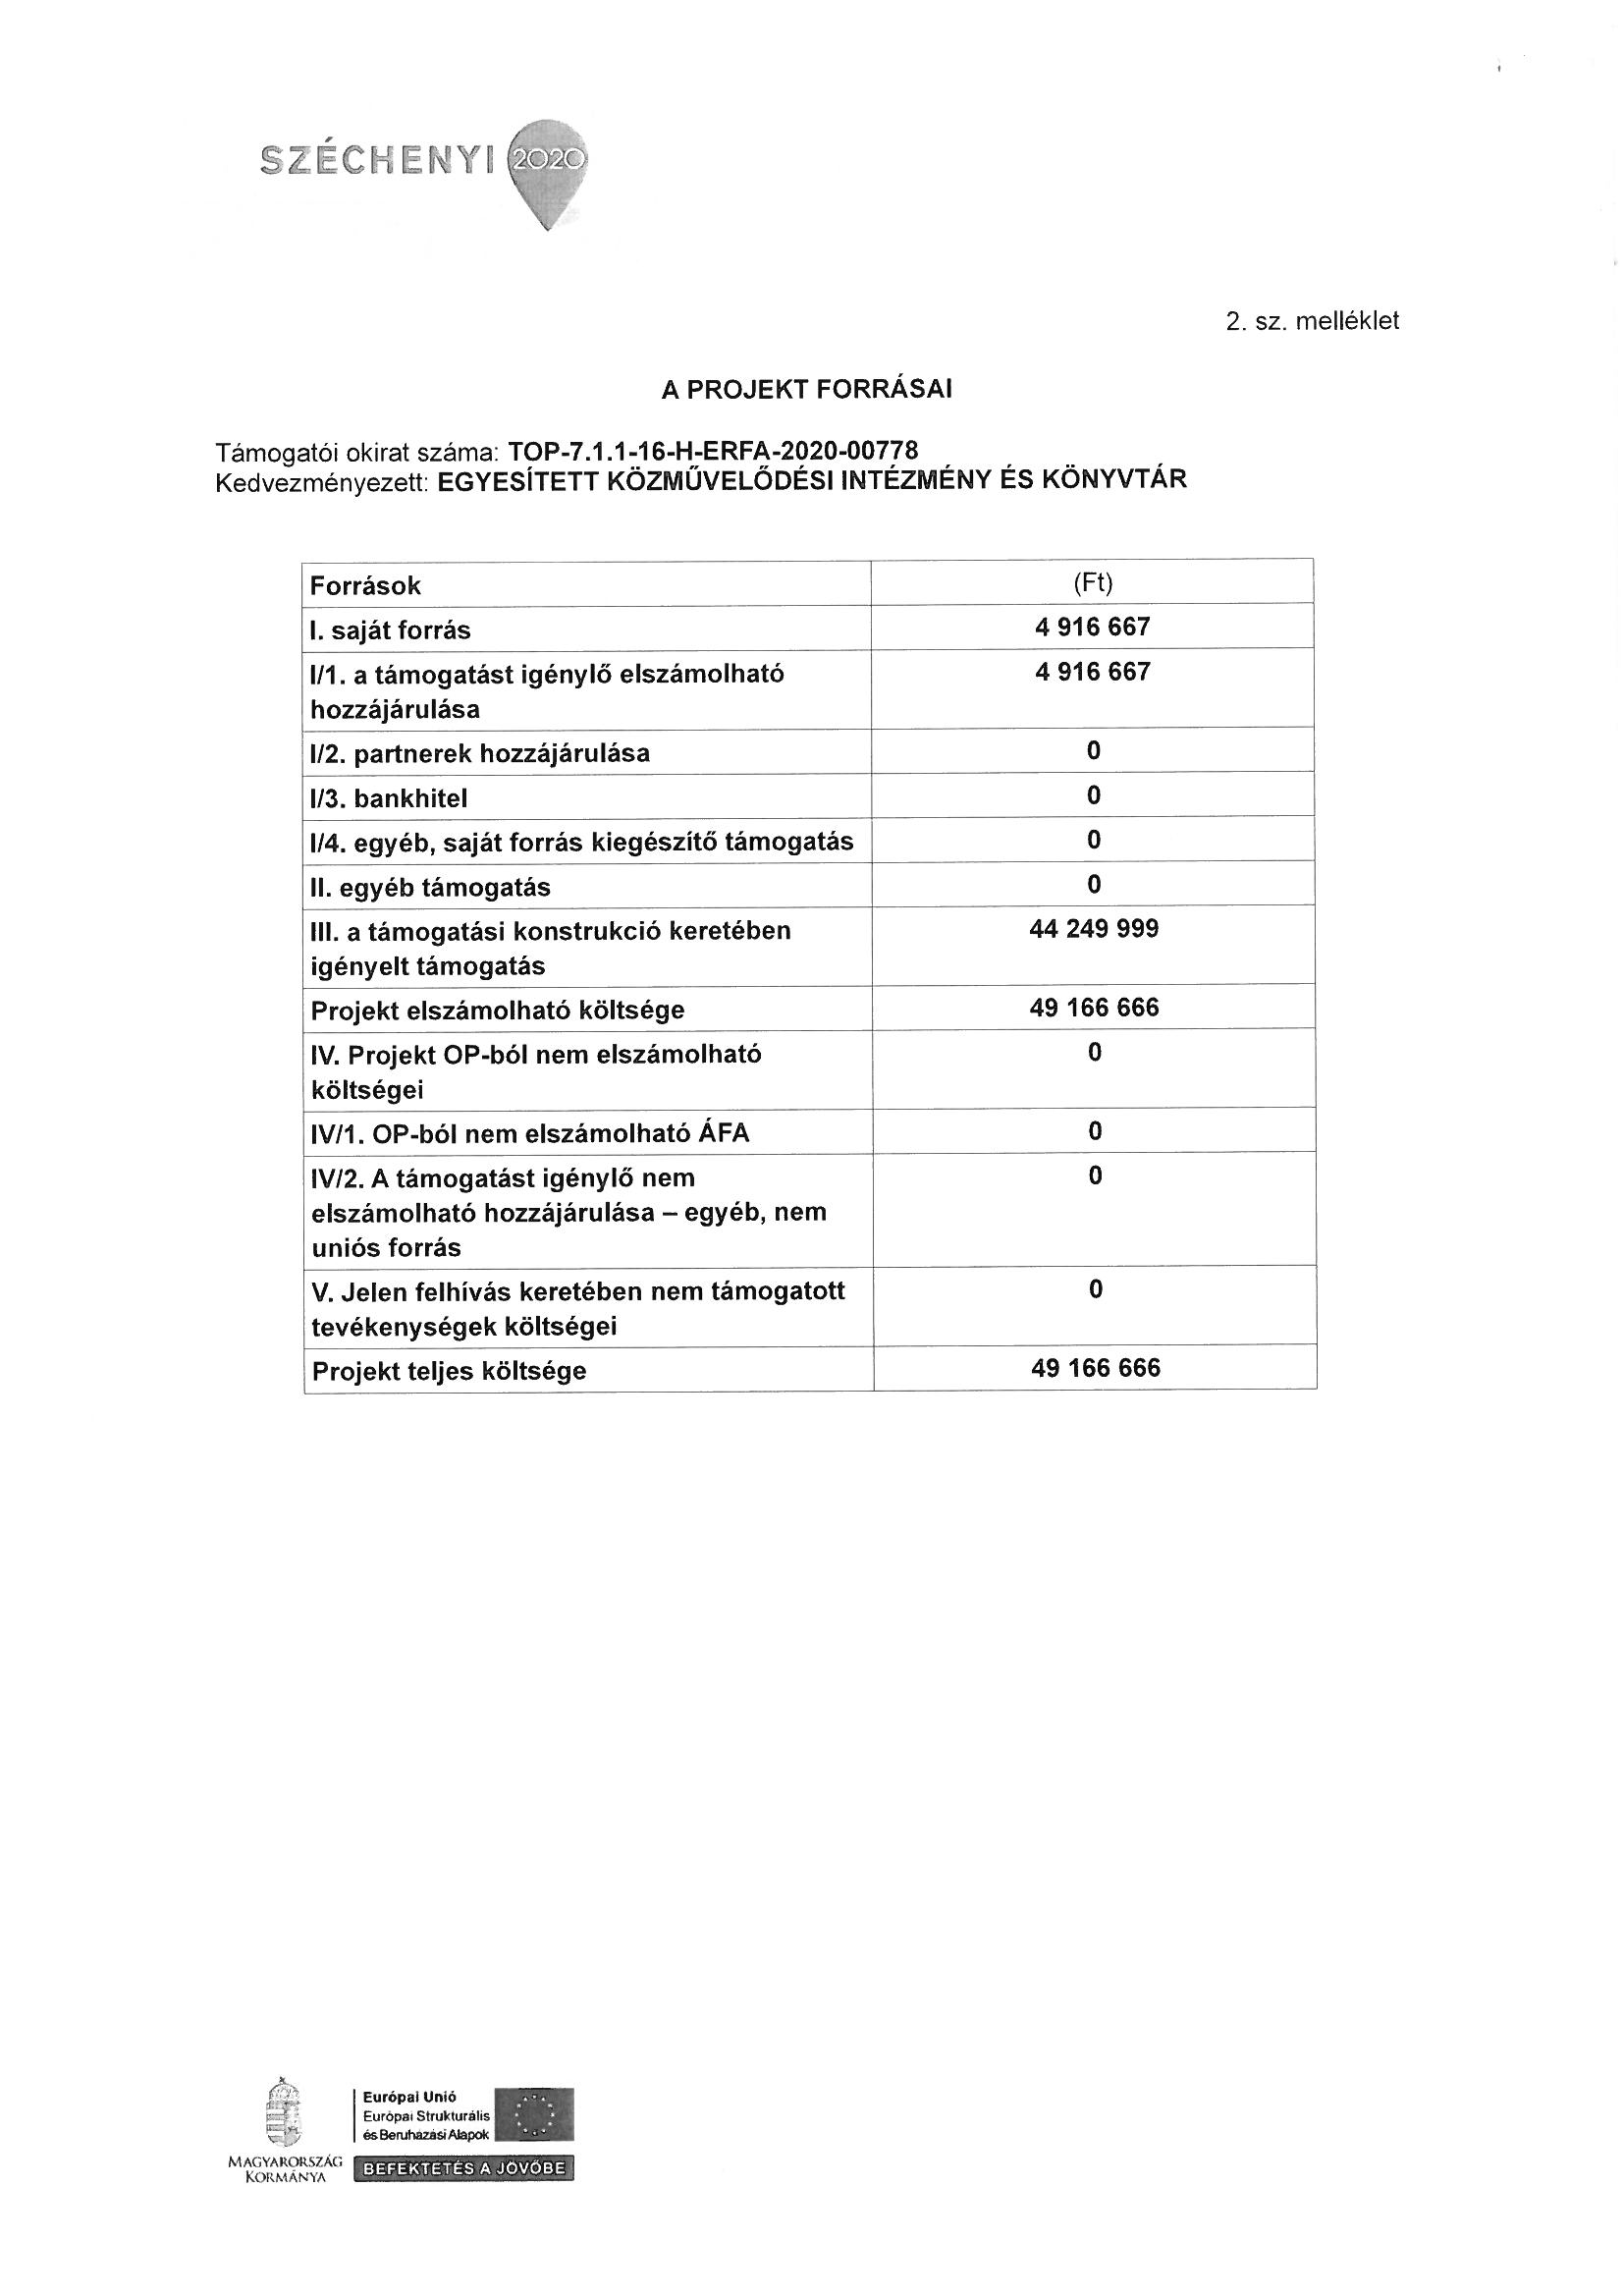 SZÉCHENYI 2020
2. sz. melléklet
A PROJEKT FORRÁSAI
Támogatói okirat száma: TOP-7.1.1-16-H-ERFA-2020-00778
Kedvezményezett: EGYESÍTETT KÖZMŰVELŐDÉSI INTÉZMÉNY ÉS KÖNYVTÁR
Források (Ft)
I. saját forrás 4 916 667
I/1. a támogatást igénylő elszámolható 4 916 667
hozzájárulása
I/2. partnerek hozzájárulása 0
I/3. bankhitel 0
I/4. egyéb, saját forrás kiegészítő támogatás 0
II. egyéb támogatás 0
III. a támogatási konstrukció keretében 44 249 999
igényelt támogatás
Projekt elszámolható költsége 49 166 666
IV. Projekt OP-ból nem elszámolható 0
költségei
IV/1. OP-ból nem elszámolható ÁFA 0
IV/2. A támogatást igénylő nem 0
elszámolható hozzájárulása – egyéb, nem
uniós forrás
V. Jelen felhívás keretében nem támogatott 0
tevékenységek költségei
Projekt teljes költsége 49 166 666
Európai Unió
Európai Strukturális
és Beruházási Alapok
MAGYARORSZÁG
KORMÁNYA
BEFEKTETÉS A JÖVŐBE